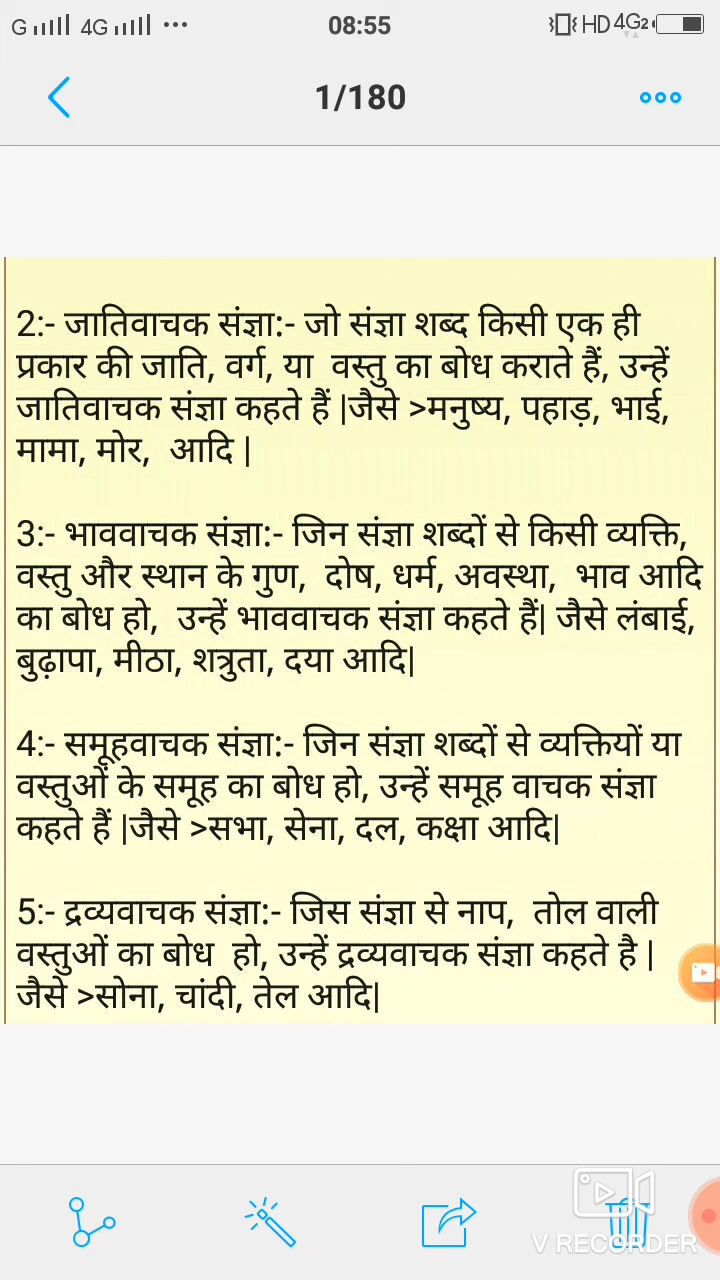 G 4G ••• 08:55 HD 4G2
1/180
2:- जातिवाचक संज्ञा:- जो संज्ञा शब्द किसी एक ही
प्रकार की जाति, वर्ग, या वस्तु का बोध कराते हैं, उन्हें
जातिवाचक संज्ञा कहते हैं |जैसे >मनुष्य, पहाड़, भाई,
मामा, मोर, आदि |
3:- भाववाचक संज्ञा:- जिन संज्ञा शब्दों से किसी व्यक्ति,
वस्तु और स्थान के गुण, दोष, धर्म, अवस्था, भाव आदि
का बोध हो, उन्हें भाववाचक संज्ञा कहते हैं| जैसे लंबाई,
बुढ़ापा, मीठा, शत्रुता, दया आदि|
4:- समूहवाचक संज्ञा:- जिन संज्ञा शब्दों से व्यक्तियों या
वस्तुओं के समूह का बोध हो, उन्हें समूह वाचक संज्ञा
कहते हैं |जैसे >सभा, सेना, दल, कक्षा आदि|
5:- द्रव्यवाचक संज्ञा:- जिस संज्ञा से नाप, तोल वाली
वस्तुओं का बोध हो, उन्हें द्रव्यवाचक संज्ञा कहते है |
जैसे >सोना, चांदी, तेल आदि|
V RECORDER